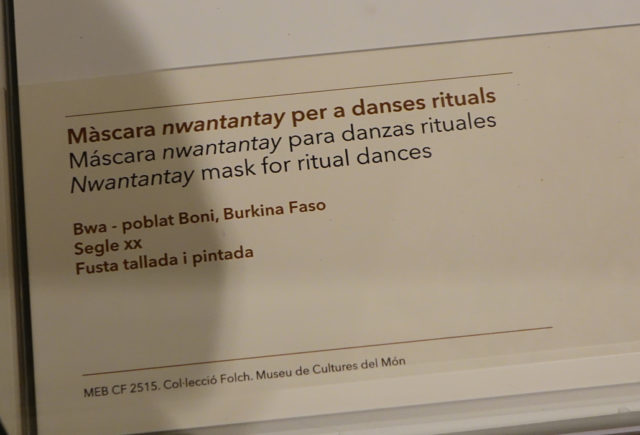 Màscara nwantantay per a danses rituals
Máscara nwantantay para danzas rituales
Nwantantay mask for ritual dances
Bwa - poblat Boni, Burkina Faso
Segle xx
Fusta tallada i pintada
MEB CF 2515. Col·lecció Folch. Museu de Cultures del Món